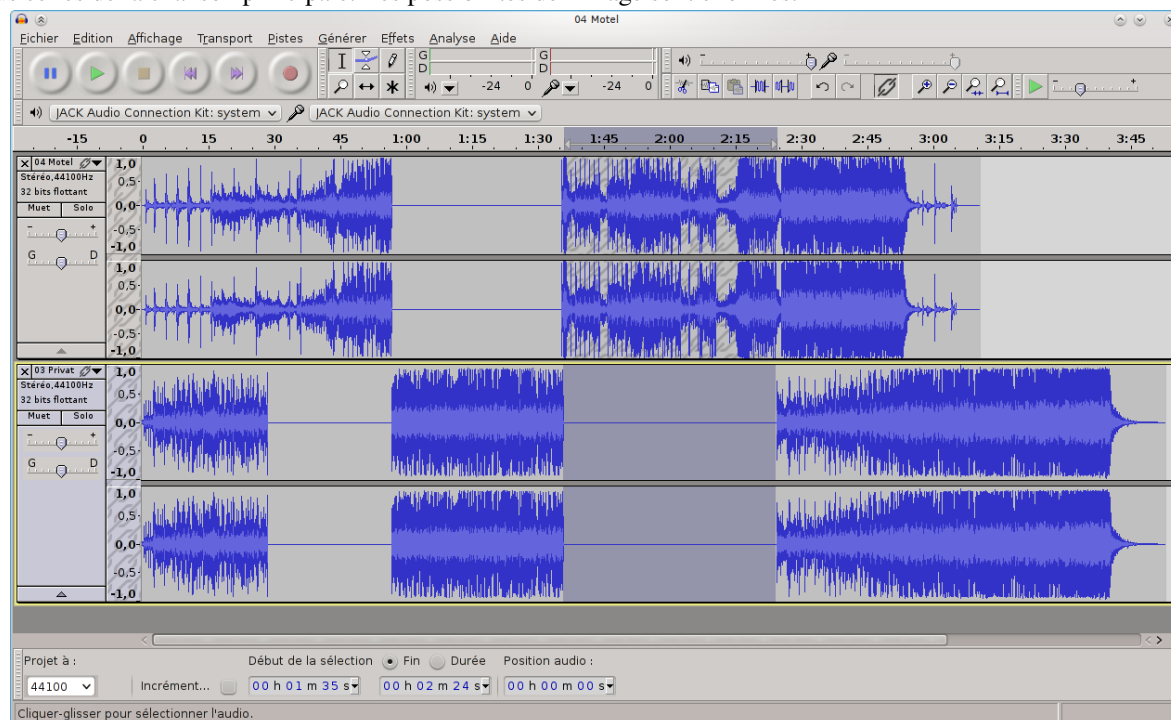 04 Motel
Fichier Edition Affichage Transport Pistes Générer Effets Analyse Aide
G
D
-24 0
G
D
-24 0
JACK Audio Connection Kit: system
JACK Audio Connection Kit: system
-15 0 15 30 45 1:00 1:15 1:30 1:45 2:00 2:15 2:30 2:45 3:00 3:15 3:30 3:45
X 04 Motel
Stéréo,44100Hz
32 bits flottant
Muet Solo
- +
G D
1,0
0,5-
0,0-
-0,5-
-1,0
1,0
0,5-
0,0-
-0,5-
-1,0
X 03 Privat
Stéréo,44100Hz
32 bits flottant
Muet Solo
- +
G D
1,0
0,5-
0,0-
-0,5-
-1,0
1,0
0,5-
0,0-
-0,5-
-1,0
Projet à : Début de la sélection Fin Durée Position audio :
44100 Incrément... 00 h 01 m 35 s 00 h 02 m 24 s 00 h 00 m 00 s
Cliquer-glisser pour sélectionner l'audio.